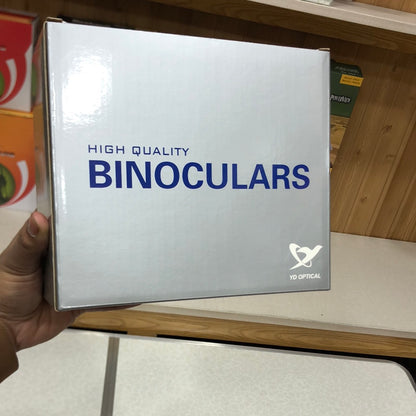 HIGH QUALITY
BINOCULARS
YD OPTICAL